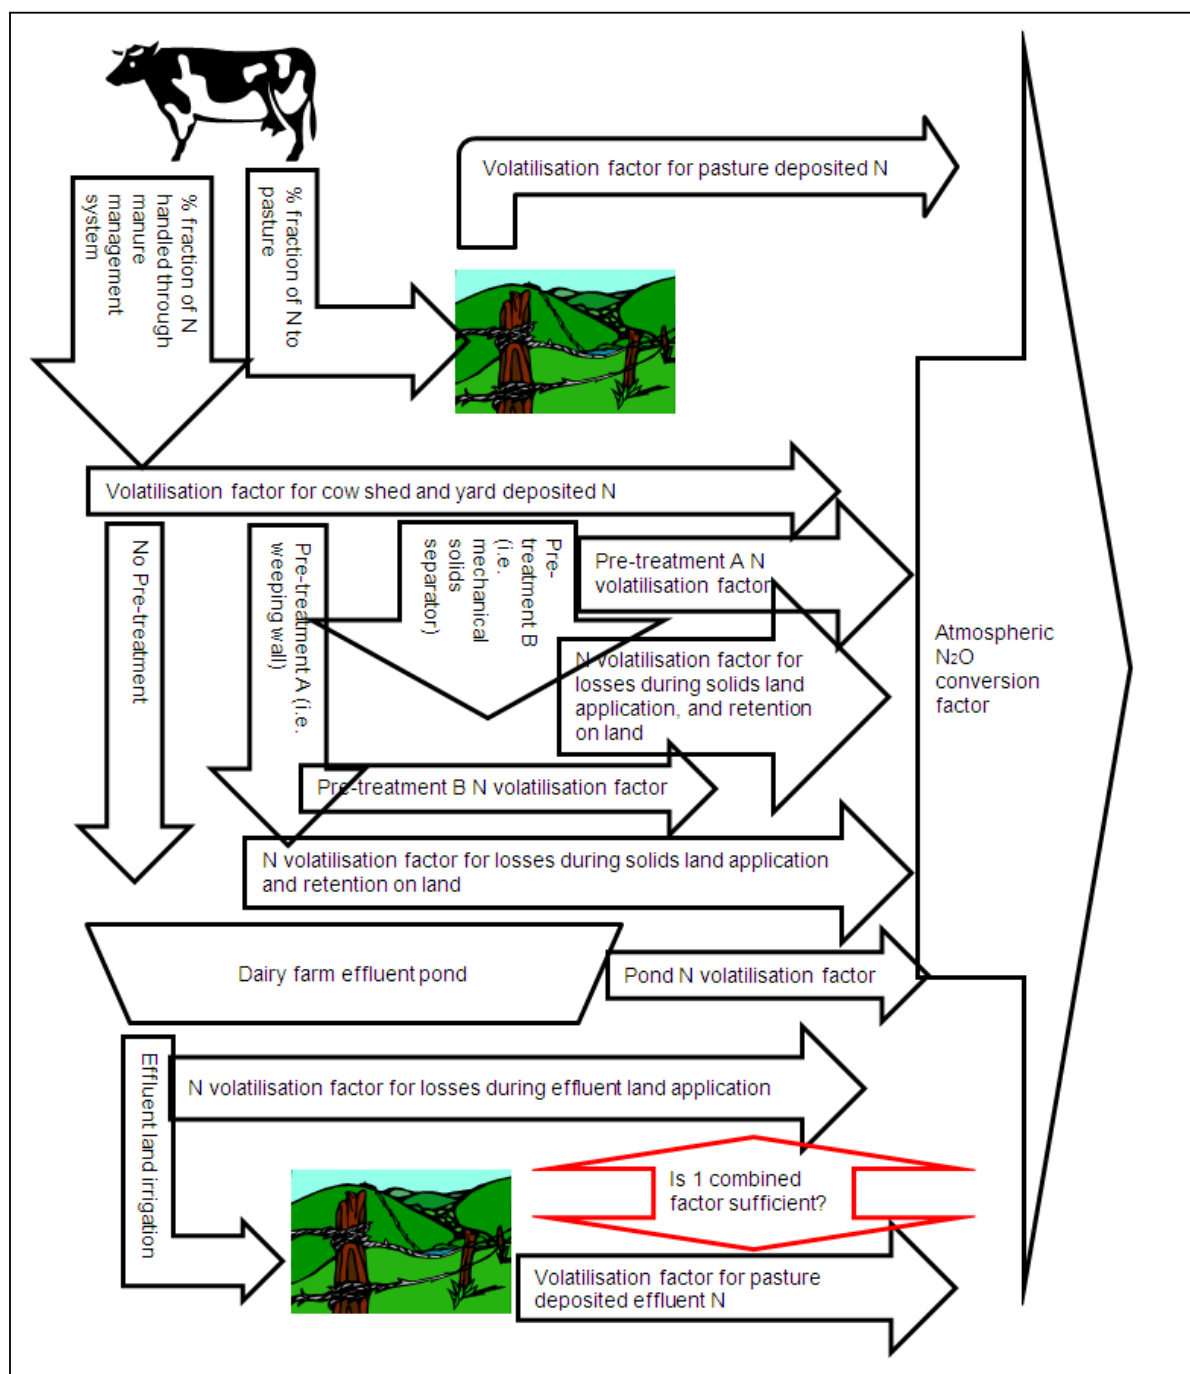 Volatilisation factor for pasture deposited N
% fraction of N
handled through
manure
management
system
% fraction of N to
pasture
Volatilisation factor for cow shed and yard deposited N
No Pre-treatment
Pre-treatment A (i.e.
weeping wall)
Pre-
treatment B
(i.e.
mechanical
solids
separator)
Pre-treatment A N
volatilisation factor
N volatilisation factor for
losses during solids land
application, and retention
on land
Atmospheric
N₂O
conversion
factor
Pre-treatment B N volatilisation factor
N volatilisation factor for losses during solids land application
and retention on land
Dairy farm effluent pond
Pond N volatilisation factor
Effluent land irrigation
N volatilisation factor for losses during effluent land application
Is 1 combined
factor sufficient?
Volatilisation factor for pasture
deposited effluent N